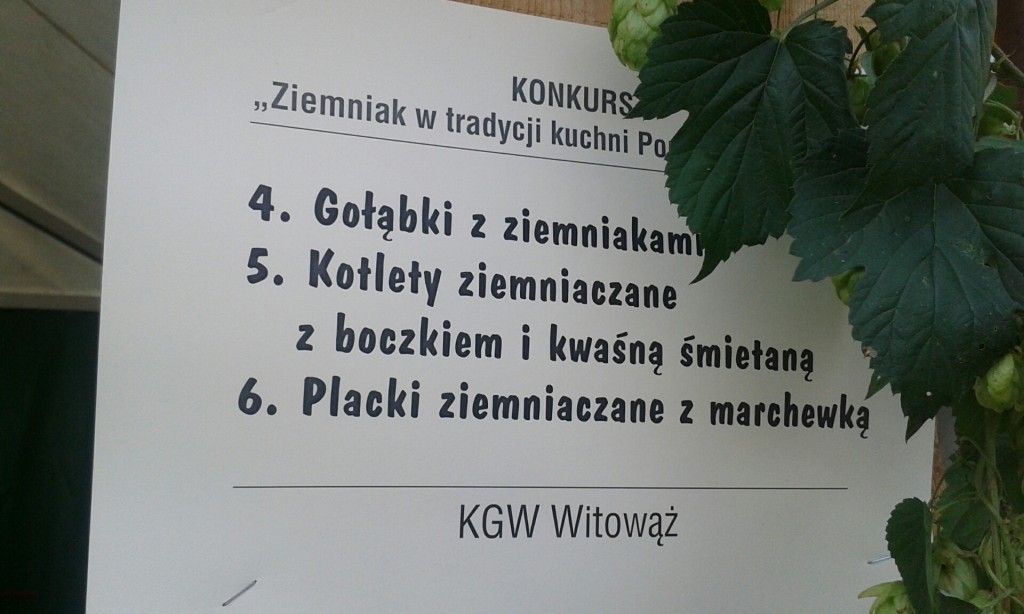 KONKURS
„Ziemniak w tradycji kuchni
4. Gołąbki z ziemniakami
5. Kotlety ziemniaczane
z boczkiem i kwaśną śmietaną
6. Placki ziemniaczane z marchewką
KGW Witowąż